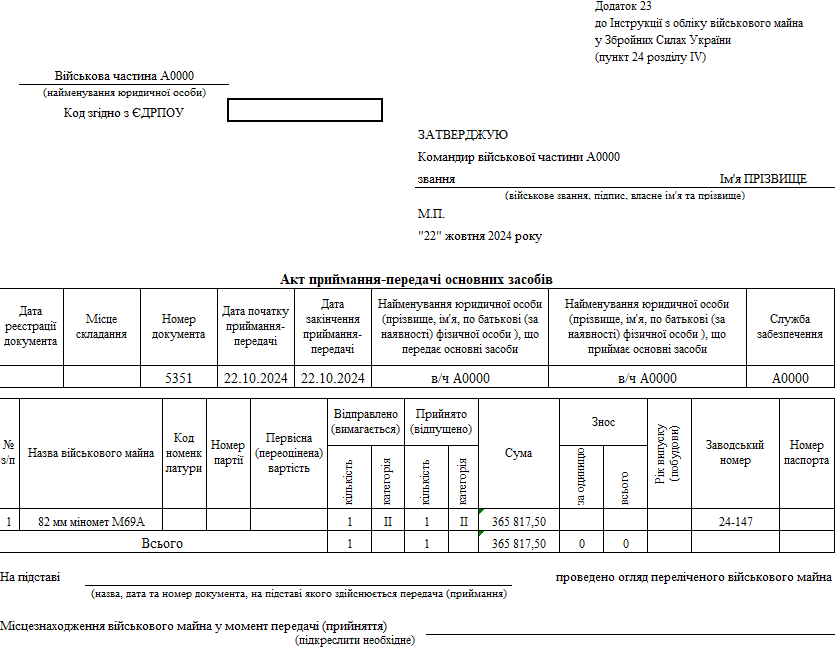 Додаток 23
до Інструкції з обліку військового майна
у Збройних Силах України
(пункт 24 розділу IV)
Військова частина А0000
(найменування юридичної особи)
Код згідно з ЄДРПОУ
ЗАТВЕРДЖУЮ
Командир військової частини А0000
звання Ім'я ПРІЗВИЩЕ
(військове звання, підпис, власне ім'я та прізвище)
М.П.
"22" жовтня 2024 року
Акт приймання-передачі основних засобів
Дата реєстрації документа
Місце складання
Номер документа
Дата початку приймання-передачі
Дата закінчення приймання-передачі
Найменування юридичної особи (прізвище, ім'я, по батькові (за наявності) фізичної особи ), що передає основні засоби
Найменування юридичної особи (прізвище, ім'я, по батькові (за наявності) фізичної особи ), що приймає основні засоби
Служба забезпечення
5351 22.10.2024 22.10.2024 в/ч А0000 в/ч А0000 А0000
№ з/п
Назва військового майна
Код номенк латури
Номер партії
Первісна (переоцінена) вартість
Відправлено (вимагається)
кількість
категорія
Прийнято (відпущено)
кількість
категорія
Сума
Знос
за одиницю
всього
Рік випуску (побудови)
Заводський номер
Номер паспорта
1 82 мм міномет М69А 1 ІІ 1 ІІ 365 817,50 24-147
Всього 1 1 365 817,50 0 0
На підставі проведено огляд переліченого військового майна
(назва, дата та номер документа, на підставі якого здійснюється передача (приймання)
Місцезнаходження військового майна у момент передачі (прийняття)
(підкреслити необхідне)